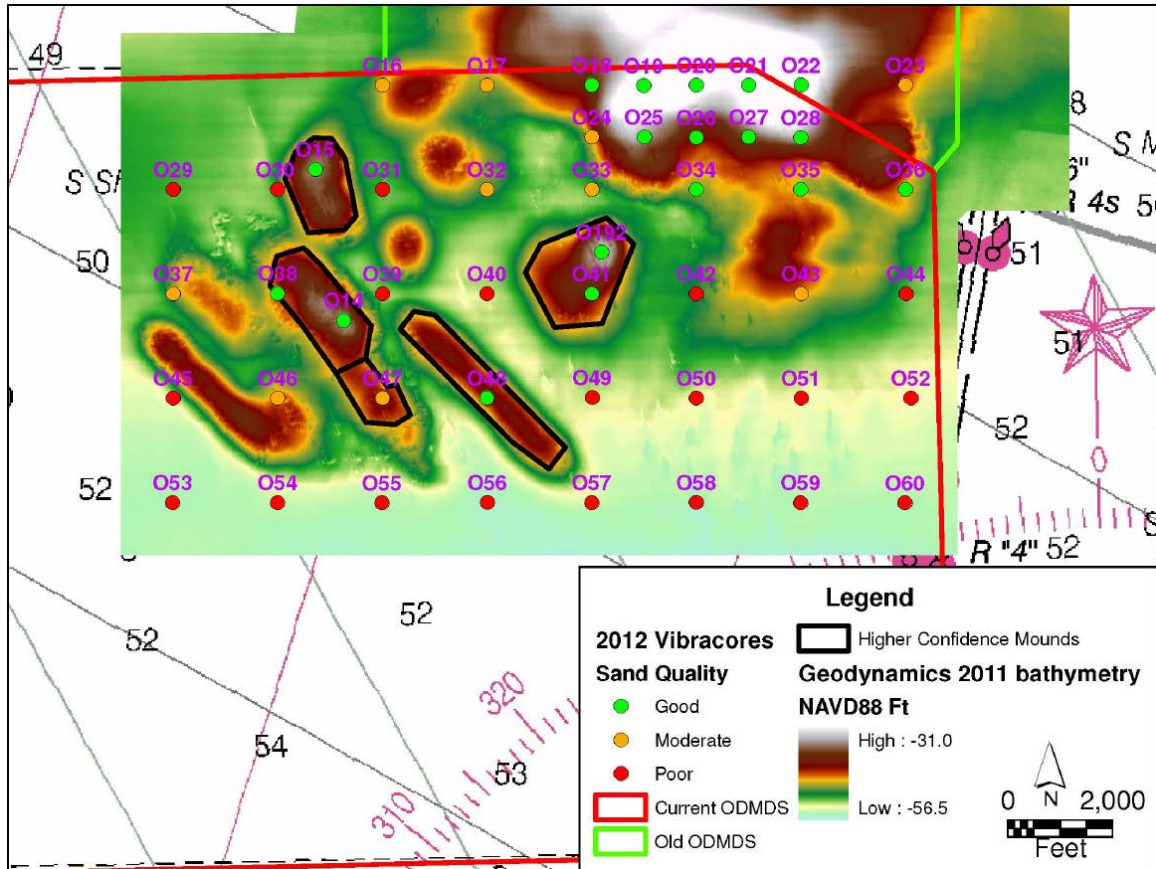 49
O16 O17 O18 O19 O20 O21 O22 O23
8
O24 O25 O26 O27 O28
S M
O15
6"
S Sh
O29 O30 O31 O32 O33 O34 O35 O36
R 4s
50
O192
51
O37 O38 O39 O40 O41 O42 O43 O44
O14
51
O45 O46 O47 O48 O49 O50 O51 O52
52
52
O53 O54 O55 O56 O57 O58 O59 O60
0
R "4" 52
52
52
320
54
53
310
Legend
2012 Vibracores
Sand Quality
Good
Moderate
Poor
Current ODMDS
Old ODMDS
Higher Confidence Mounds
Geodynamics 2011 bathymetry
NAVD88 Ft
High : -31.0
Low : -56.5
N
0 2,000
Feet